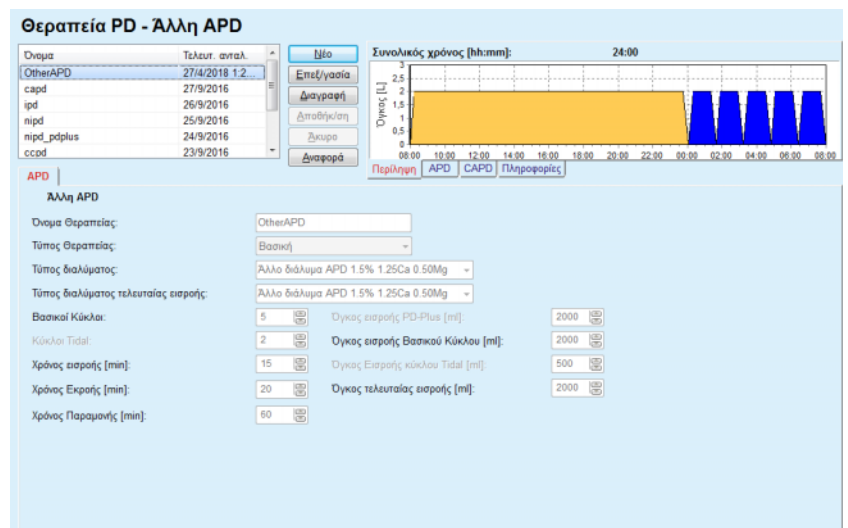 Θεραπεία PD - Άλλη APD
Όνομα Τελευτ. ανταλ.
OtherAPD 27/4/2018 1:2...
capd 27/9/2016
ipd 26/9/2016
nipd 25/9/2016
nipd_pdplus 24/9/2016
ccpd 23/9/2016
Νέο
Επεξ/γασία
Διαγραφή
Αποθήκ/ση
Άκυρο
Αναφορά
Συνολικός χρόνος [hh:mm]: 24:00
Όγκος [L]
3
2,5
2
1,5
1
0,5
0
08:00 10:00 12:00 14:00 16:00 18:00 20:00 22:00 00:00 02:00 04:00 06:00 08:00
Περίληψη APD CAPD Πληροφορίες
APD
Άλλη APD
Όνομα Θεραπείας: OtherAPD
Τύπος Θεραπείας: Βασική
Τύπος διαλύματος: Άλλο διάλυμα APD 1.5% 1.25Ca 0.50Mg
Τύπος διαλύματος τελευταίας εισροής: Άλλο διάλυμα APD 1.5% 1.25Ca 0.50Mg
Βασικοί Κύκλοι: 5 Όγκος εισροής PD-Plus [ml]: 2000
Κύκλοι Tidal: 2 Όγκος εισροής Βασικού Κύκλου [ml]: 2000
Χρόνος εισροής [min]: 15 Όγκος Εισροής κύκλου Tidal [ml]: 500
Χρόνος Εκροής [min]: 20 Όγκος τελευταίας εισροής [ml]: 2000
Χρόνος Παραμονής [min]: 60